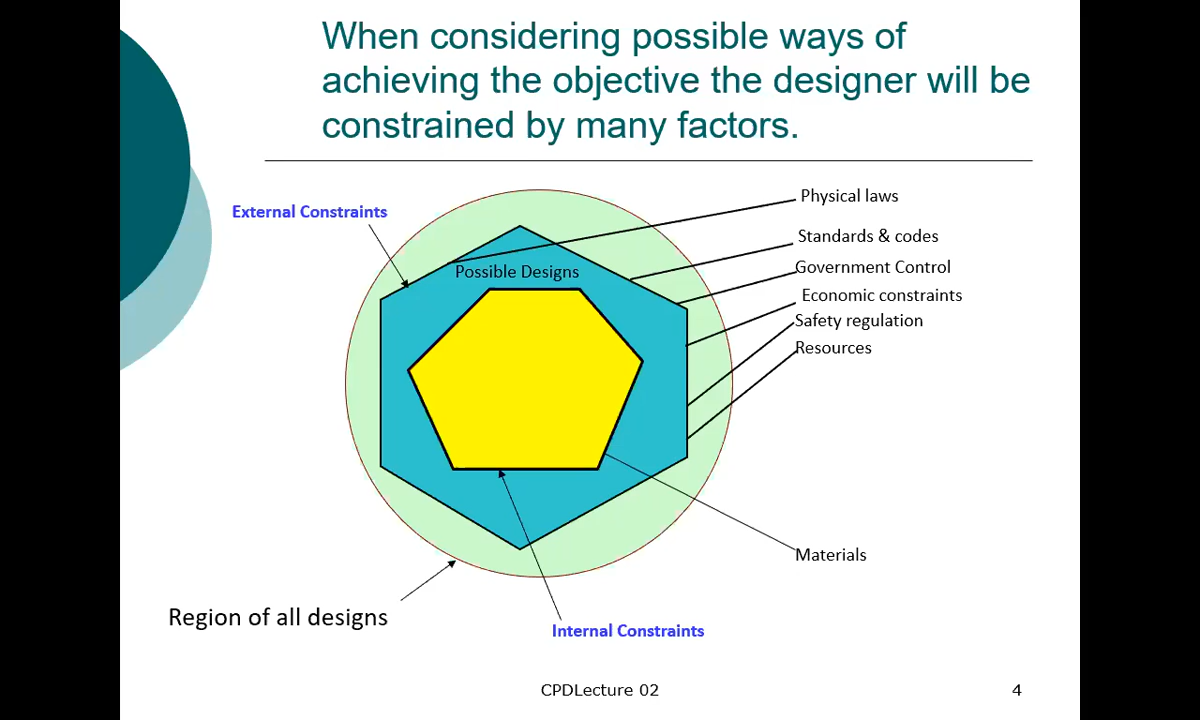 When considering possible ways of
achieving the objective the designer will be
constrained by many factors.
External Constraints
Physical laws
Standards & codes
Government Control
Possible Designs
Economic constraints
Safety regulation
Resources
Materials
Region of all designs
Internal Constraints
CPDLecture 02
4